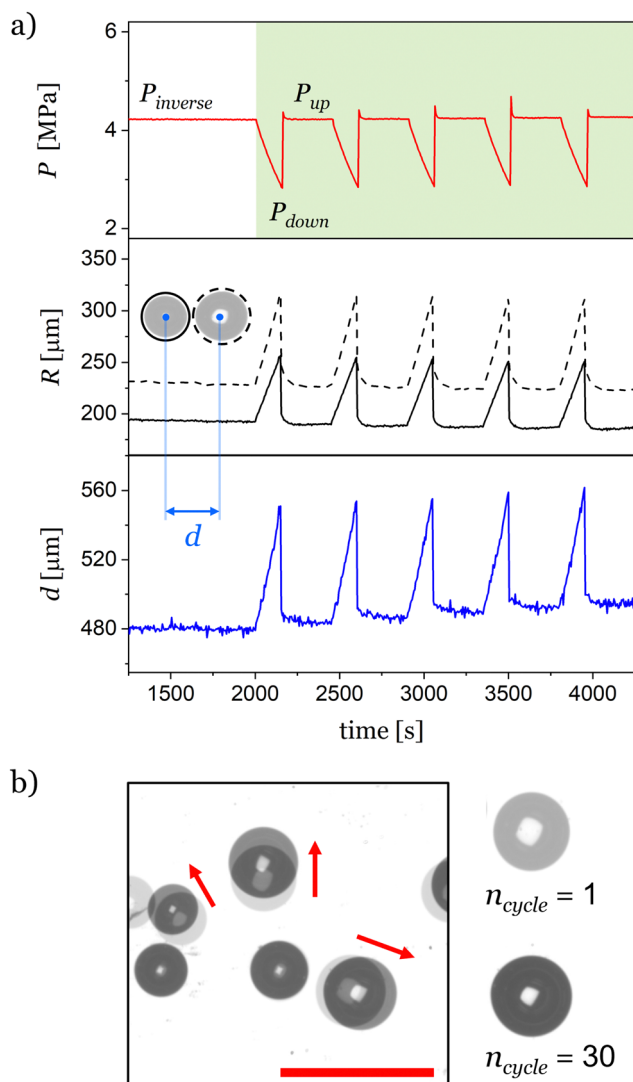 a)
6
4
2
P [MPa]
P_inverse
P_up
P_down
350
300
250
200
R [μm]
560
520
480
d [μm]
d
1500
2000
2500
3000
3500
4000
time [s]
b)
n_cycle = 1
n_cycle = 30